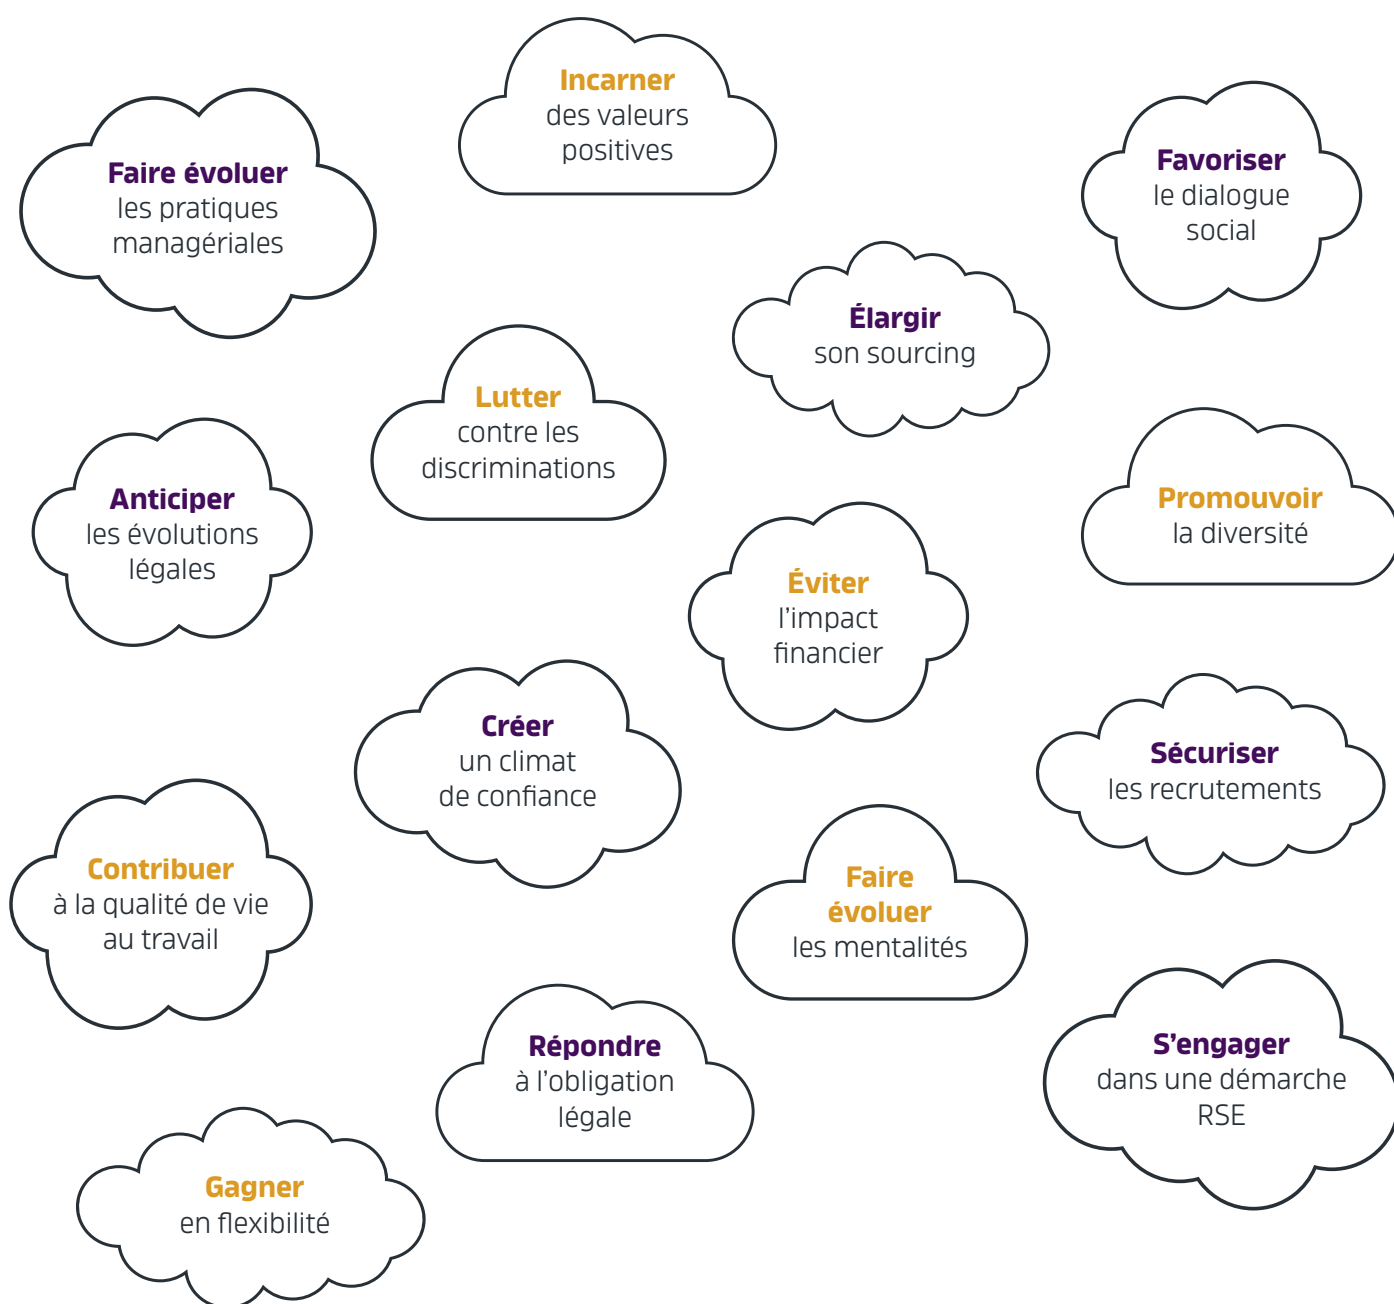 Incarner
des valeurs
positives
Faire évoluer
les pratiques
managériales
Favoriser
le dialogue
social
Élargir
son sourcing
Lutter
contre les
discriminations
Anticiper
les évolutions
légales
Promouvoir
la diversité
Éviter
l’impact
financier
Créer
un climat
de confiance
Sécuriser
les recrutements
Contribuer
à la qualité de vie
au travail
Faire
évoluer
les mentalités
Répondre
à l’obligation
légale
S’engager
dans une démarche
RSE
Gagner
en flexibilité